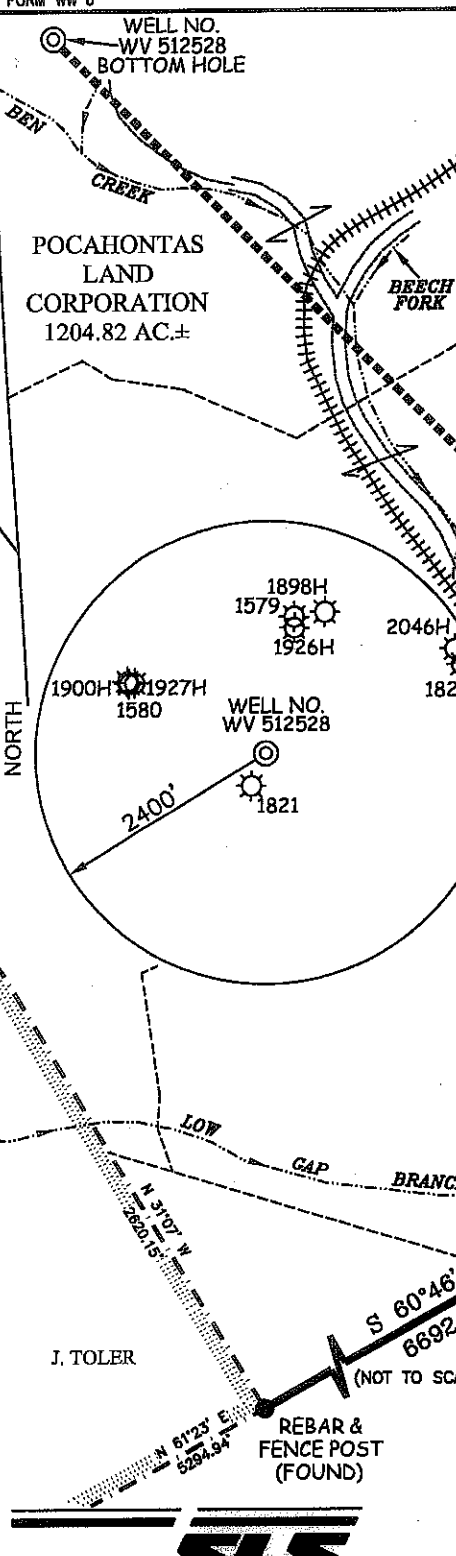 FORM WW
WELL NO.
WV 512528
BOTTOM HOLE
BEN
CREEK
POCAHONTAS
LAND
CORPORATION
1204.82 AC.±
BEECH
FORK
1898H
1579
1926H
2046H
182
1900H
1927H
1580
NORTH
WELL NO.
WV 512528
2400'
1821
LOW
GAP
BRANC
N 31°07' W
2620.15'
S 60°46'
6692
(NOT TO SCA
J. TOLER
N 61°23' E
5294.94'
REBAR &
FENCE POST
(FOUND)